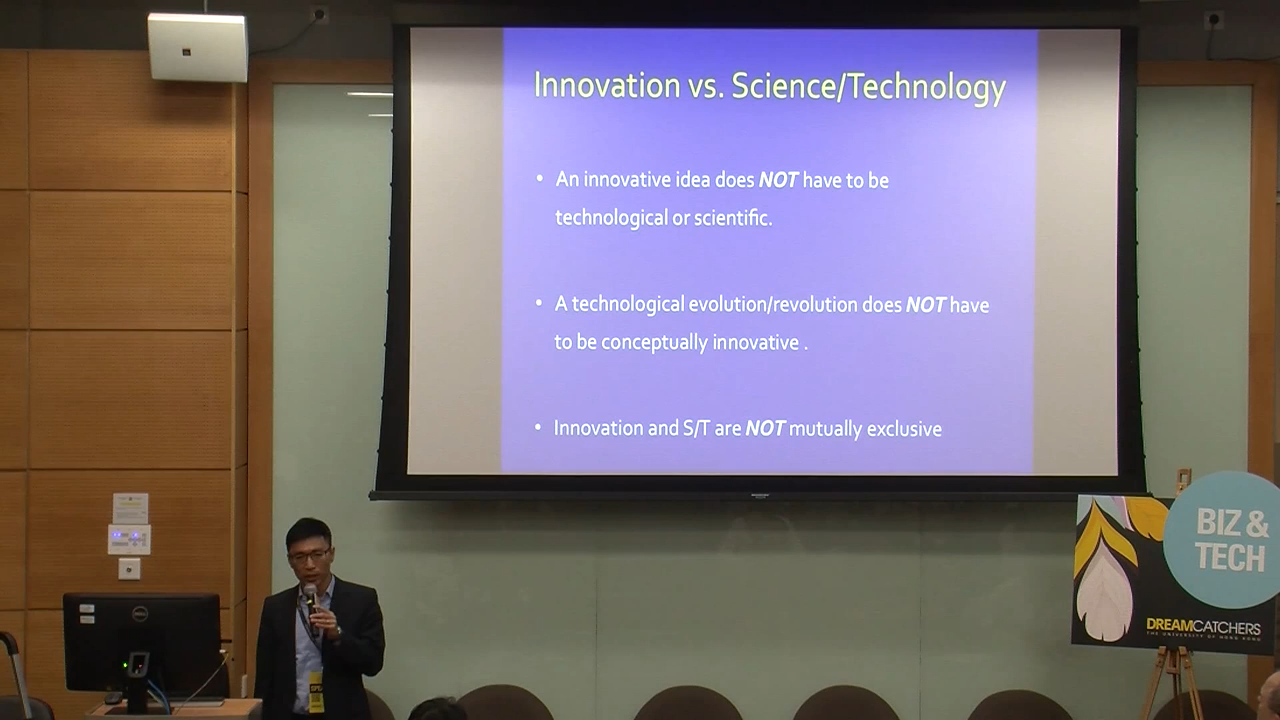 Innovation vs. Science/Technology
• An innovative idea does NOT have to be
technological or scientific.
• A technological evolution/revolution does NOT have
to be conceptually innovative .
• Innovation and S/T are NOT mutually exclusive
BIZ &
TECH
DREAMCATCHERS
THE UNIVERSITY OF HONG KONG
DELL